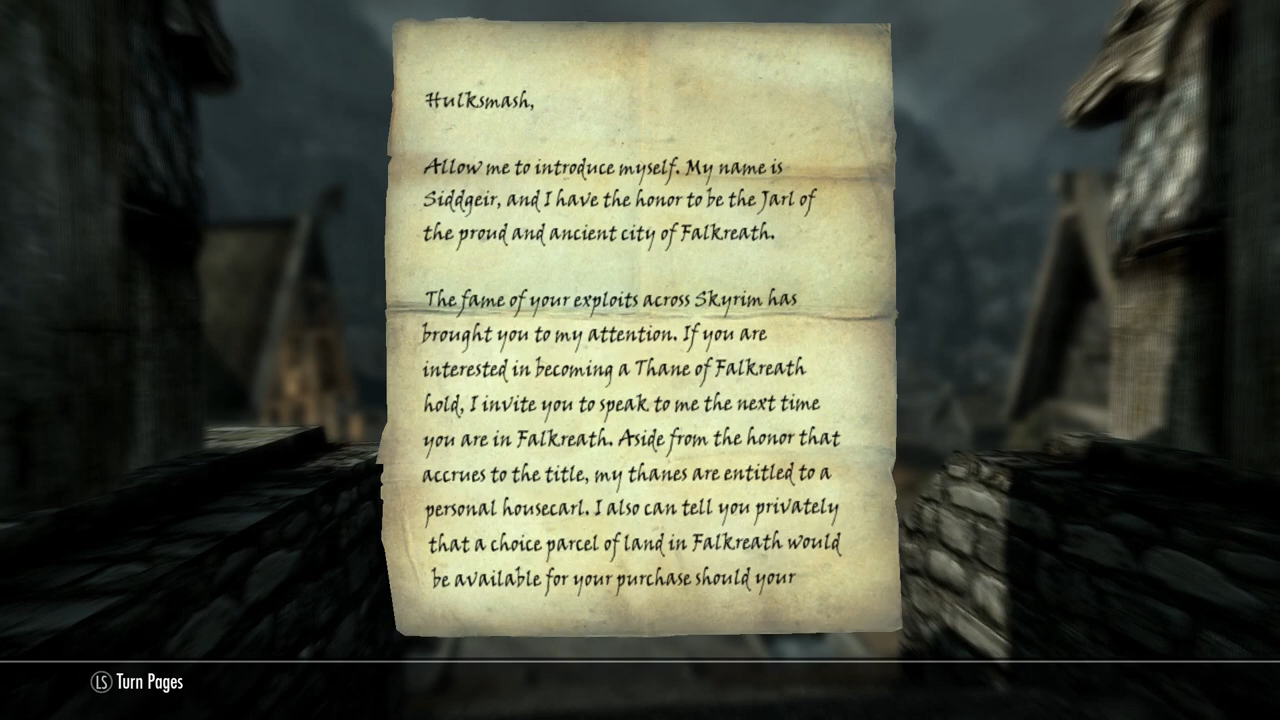 Hulksmash,
Allow me to introduce myself. My name is
Siddgeir, and I have the honor to be the Jarl of
the proud and ancient city of Falkreath.
The fame of your exploits across Skyrim has
brought you to my attention. If you are
interested in becoming a Thane of Falkreath
hold, I invite you to speak to me the next time
you are in Falkreath. Aside from the honor that
accrues to the title, my thanes are entitled to a
personal housecarl. I also can tell you privately
that a choice parcel of land in Falkreath would
be available for your purchase should your
LS Turn Pages